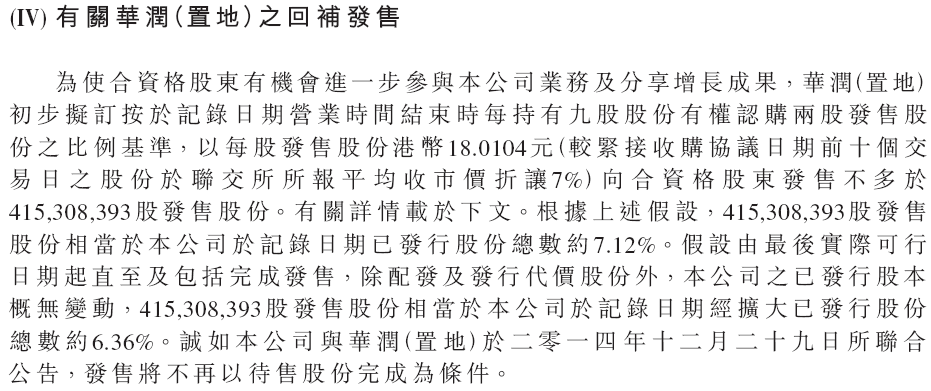 (IV) 有關華潤(置地)之回補發售
為使合資格股東有機會進一步參與本公司業務及分享增長成果，華潤(置地)
初步擬訂按於記錄日期營業時間結束時每持有九股股份有權認購兩股發售股
份之比例基準，以每股發售股份港幣18.0104元(較緊接收購協議日期前十個交
易日之股份於聯交所所報平均收市價折讓7%)向合資格股東發售不多於
415,308,393股發售股份。有關詳情載於下文。根據上述假設，415,308,393股發售
股份相當於本公司於記錄日期已發行股份總數約7.12%。假設由最後實際可行
日期起直至及包括完成發售，除配發及發行代價股份外，本公司之已發行股本
概無變動，415,308,393股發售股份相當於本公司於記錄日期經擴大已發行股份
總數約6.36%。誠如本公司與華潤(置地)於二零一四年十二月二十九日所聯合
公告，發售將不再以待售股份完成為條件。